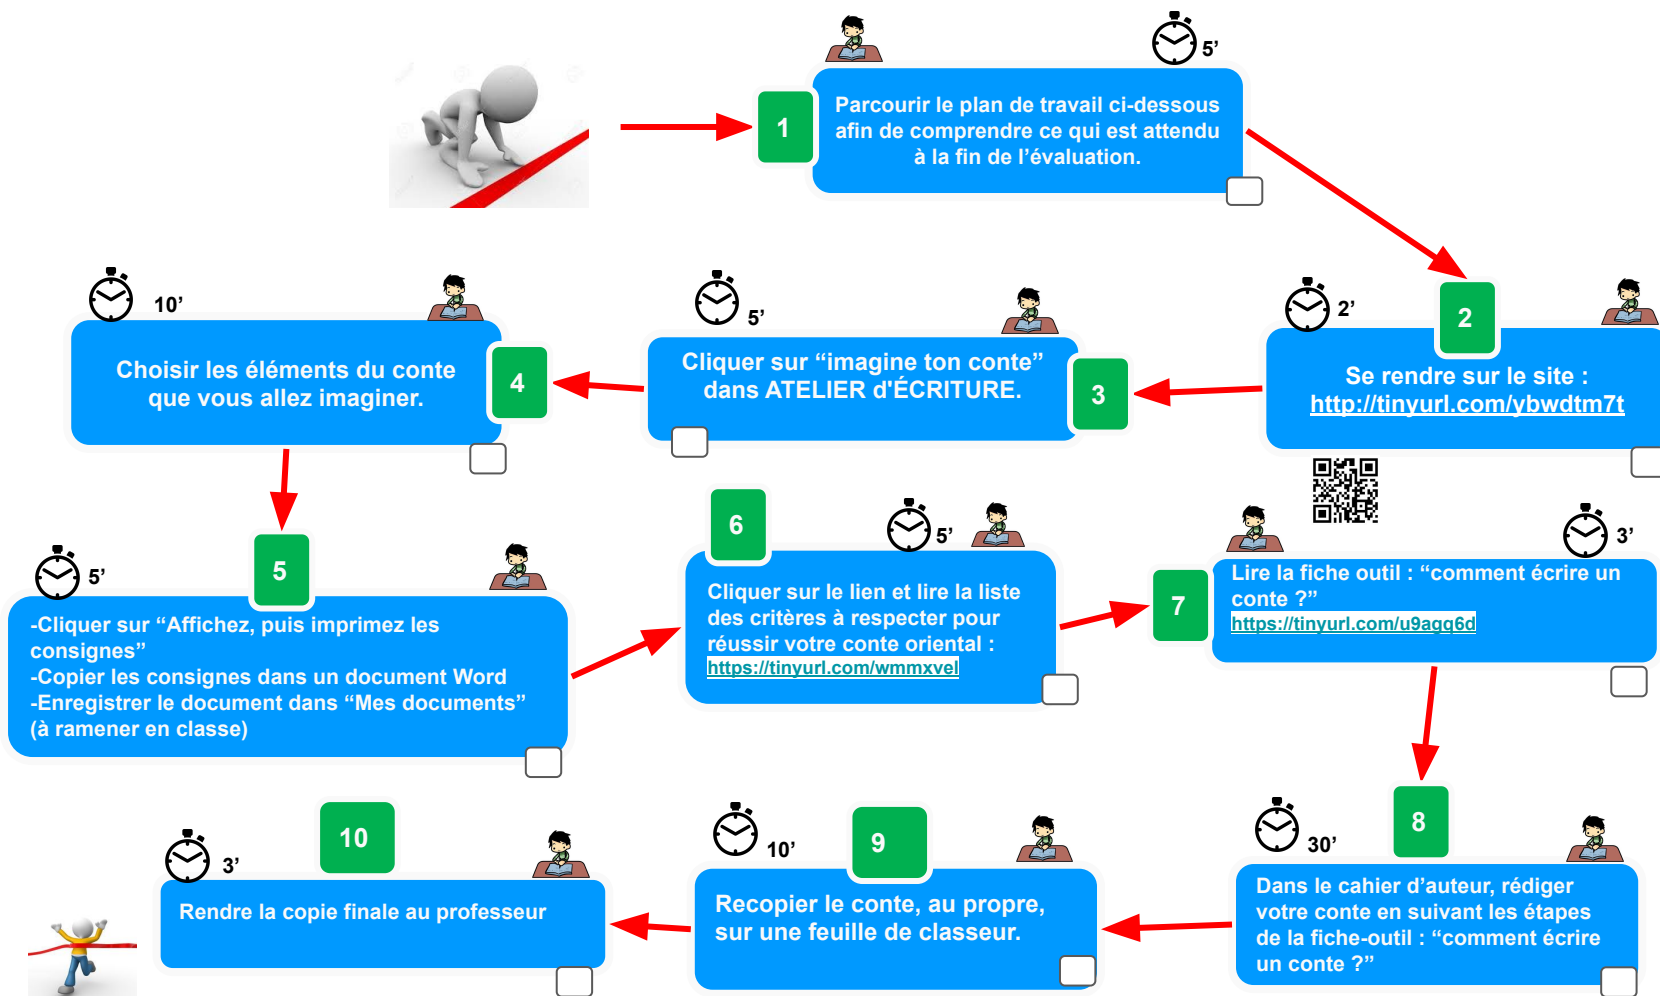 5’
1
Parcourir le plan de travail ci-dessous
afin de comprendre ce qui est attendu
à la fin de l’évaluation.
2’
2
Se rendre sur le site :
http://tinyurl.com/ybwdtm7t
5’
3
Cliquer sur “imagine ton conte”
dans ATELIER d'ÉCRITURE.
10’
4
Choisir les éléments du conte
que vous allez imaginer.
5’
5
-Cliquer sur “Affichez, puis imprimez les
consignes”
-Copier les consignes dans un document Word
-Enregistrer le document dans “Mes documents”
(à ramener en classe)
6
5’
Cliquer sur le lien et lire la liste
des critères à respecter pour
réussir votre conte oriental :
https://tinyurl.com/wmmxvel
3’
7
Lire la fiche outil : “comment écrire un
conte ?”
https://tinyurl.com/u9agq6d
8
30’
Dans le cahier d’auteur, rédiger
votre conte en suivant les étapes
de la fiche-outil : “comment écrire
un conte ?”
10’
9
Recopier le conte, au propre,
sur une feuille de classeur.
10
3’
Rendre la copie finale au professeur